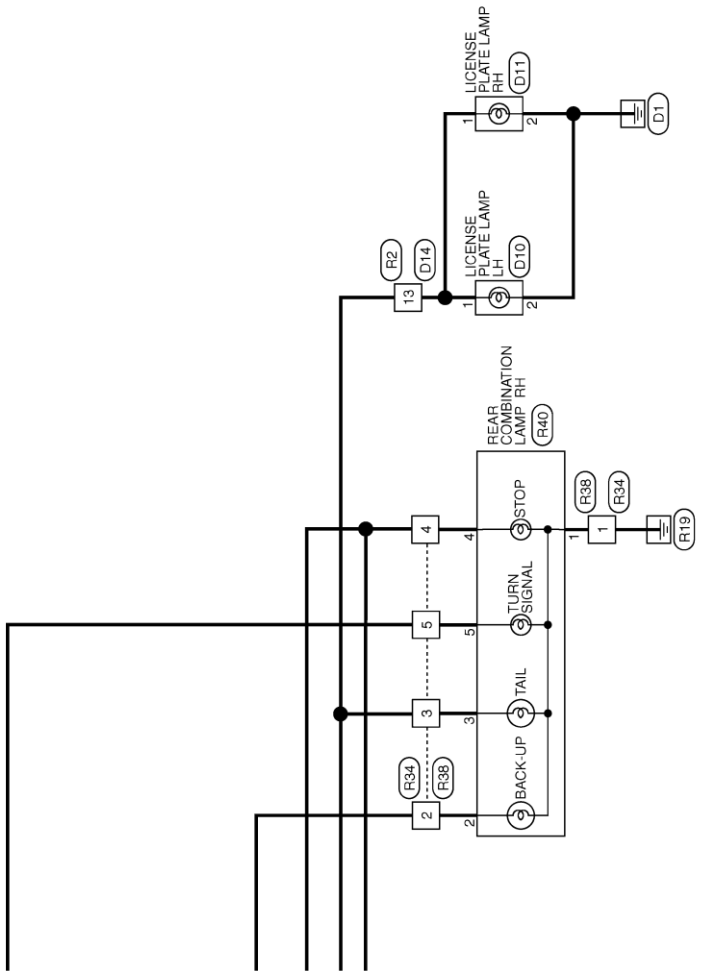 LICENSE
PLATE LAMP
RH
D11
1
2
D1
LICENSE
PLATE LAMP
LH
D10
1
2
R2
13
D14
REAR
COMBINATION
LAMP RH
R40
STOP
4
4
1
R38
1
R34
R19
TURN
SIGNAL
5
5
TAIL
3
3
BACK-UP
R34
R38
2
2